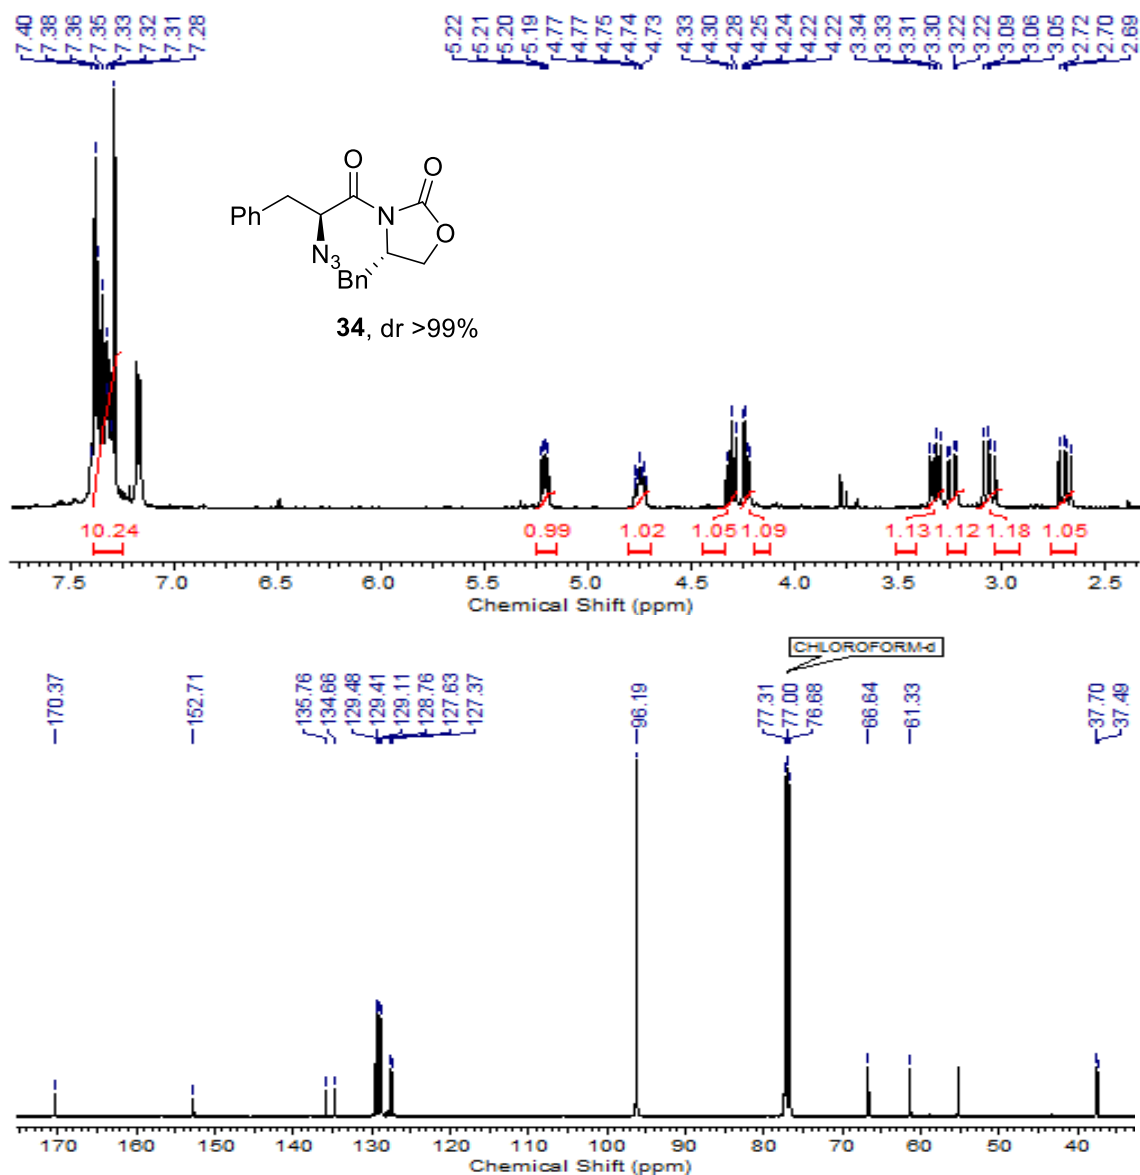 7.40 7.38 7.36 7.35 7.33 7.32 7.31 7.28 5.22 5.21 5.20 5.19 4.77 4.77 4.75 4.74 4.73 4.33 4.30 4.28 4.25 4.24 4.22 4.22 3.34 3.33 3.31 3.30 3.22 3.22 3.09 3.06 3.05 2.72 2.70 2.69
O
O
Ph
N
O
N3
Bn
34, dr >99%
10.24 0.99 1.02 1.05 1.09 1.13 1.12 1.18 1.05
7.5 7.0 6.5 6.0 5.5 5.0 4.5 4.0 3.5 3.0 2.5
Chemical Shift (ppm)
CHLOROFORM-d
170.37 152.71 135.76 134.66 129.48 129.41 129.11 128.76 127.63 127.37 96.19 77.31 77.00 76.68 66.64 61.33 37.70 37.49
170 160 150 140 130 120 110 100 90 80 70 60 50 40
Chemical Shift (ppm)